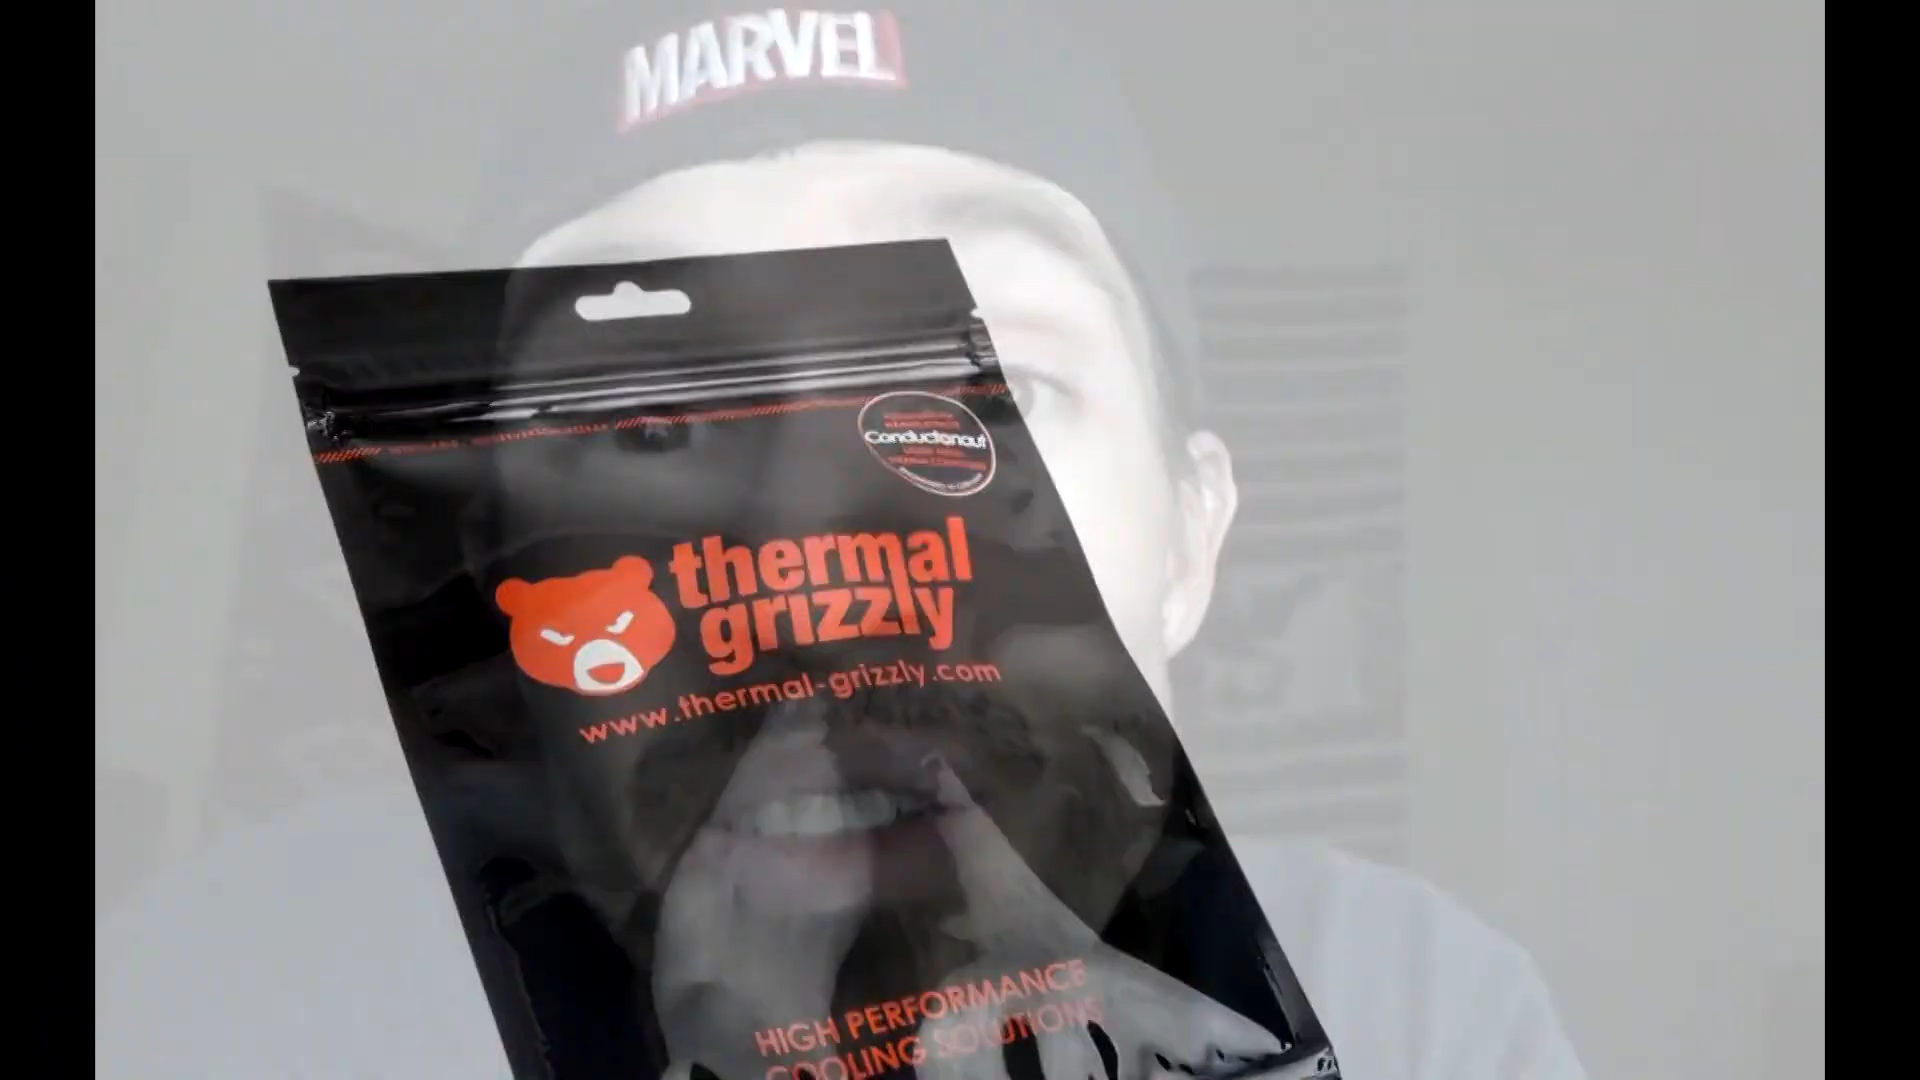 MARVEL
Conductonaut
thermal
grizzly
www.thermal-grizzly.com
HIGH PERFORMANCE
COOLING SOLUTIONS